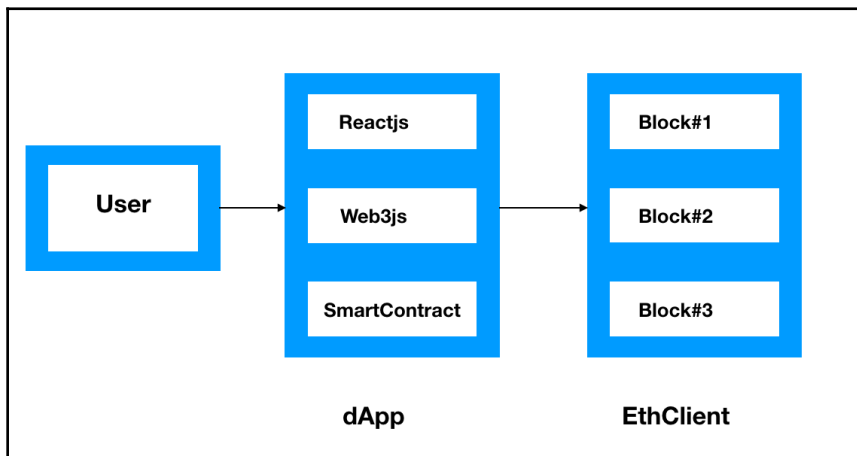 User
Reactjs
Web3js
SmartContract
dApp
Block#1
Block#2
Block#3
EthClient